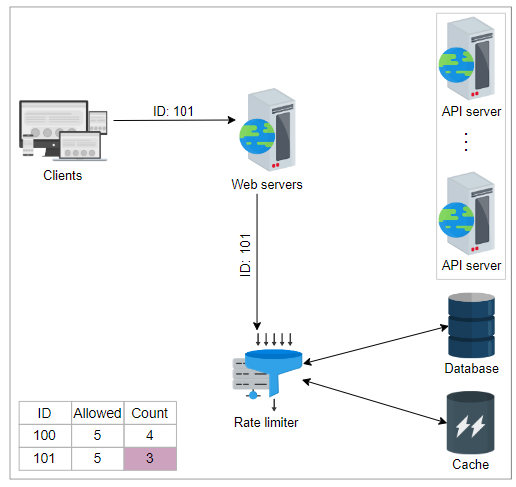 API server
ID: 101
Clients
Web servers
API server
ID: 101
Database
Rate limiter
Cache
ID Allowed Count
100 5 4
101 5 3